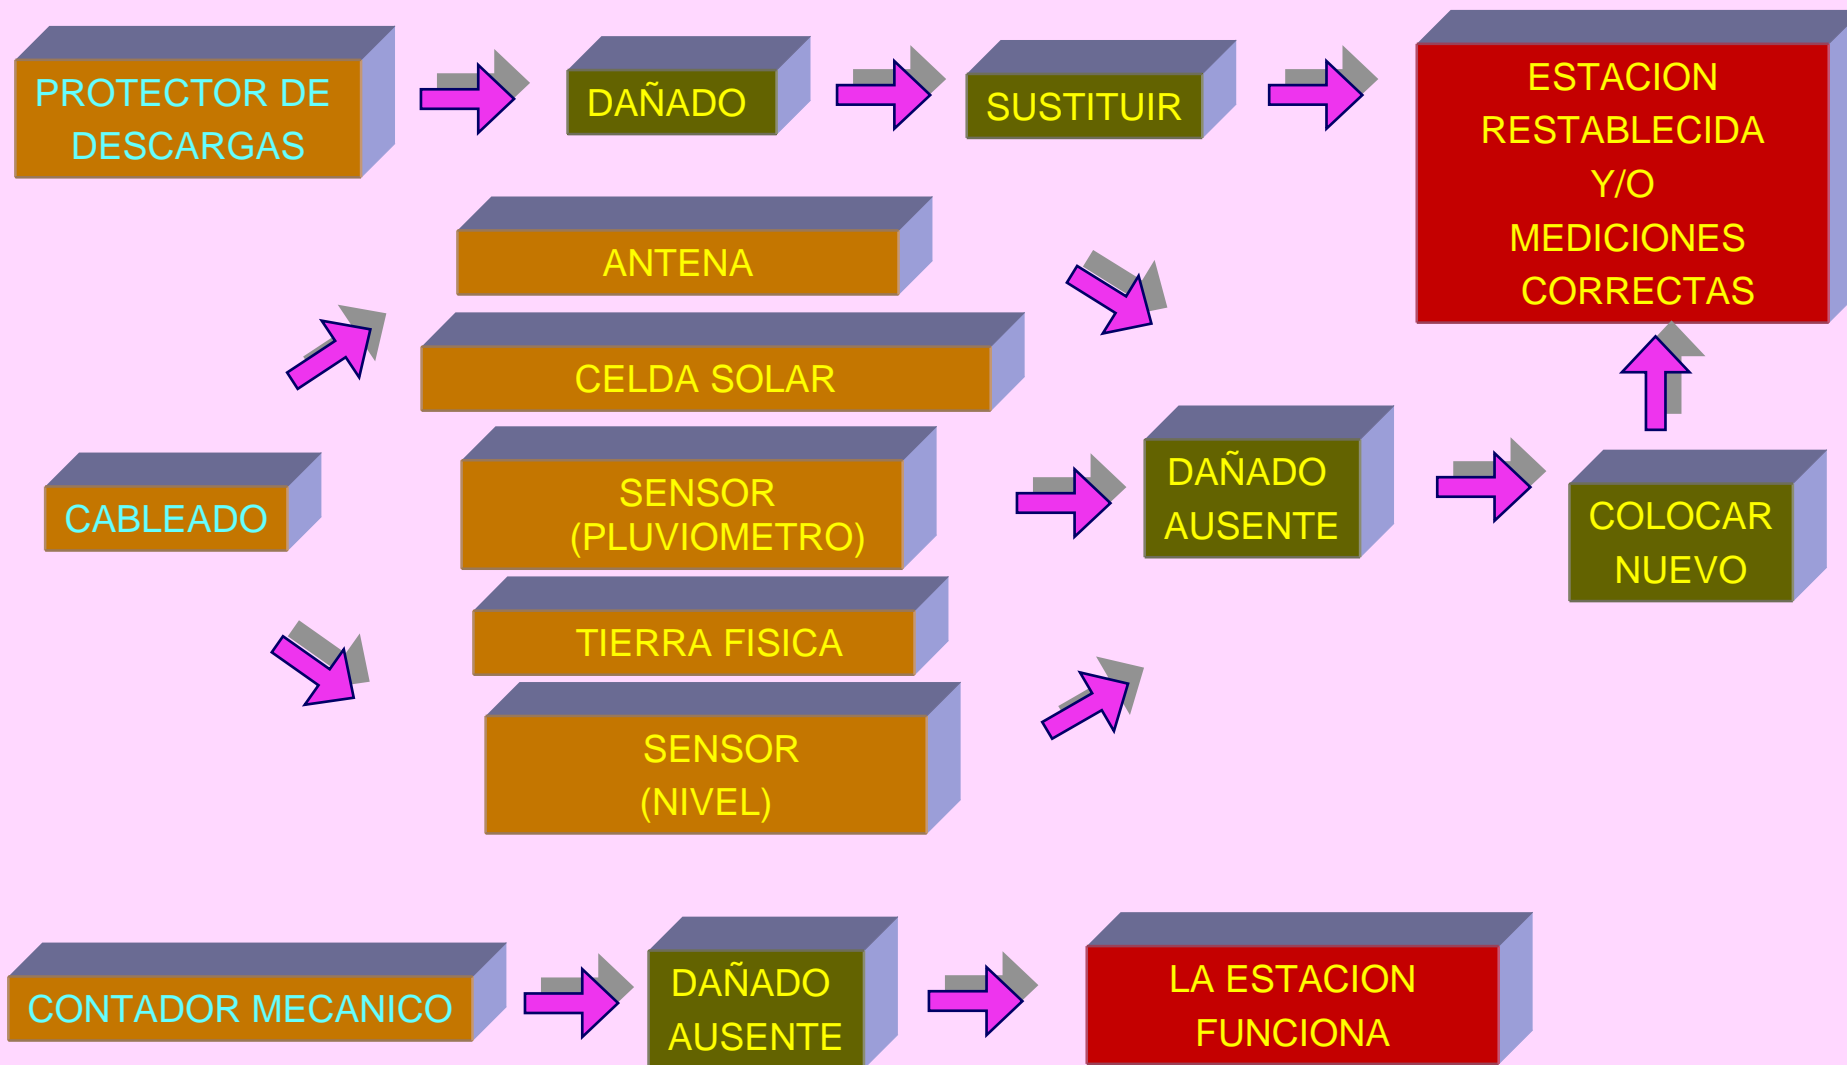 PROTECTOR DE
DESCARGAS
DAÑADO
SUSTITUIR
ESTACION
RESTABLECIDA
Y/O
MEDICIONES
CORRECTAS
ANTENA
CELDA SOLAR
CABLEADO
SENSOR
(PLUVIOMETRO)
DAÑADO
AUSENTE
COLOCAR
NUEVO
TIERRA FISICA
SENSOR
(NIVEL)
CONTADOR MECANICO
DAÑADO
AUSENTE
LA ESTACION
FUNCIONA